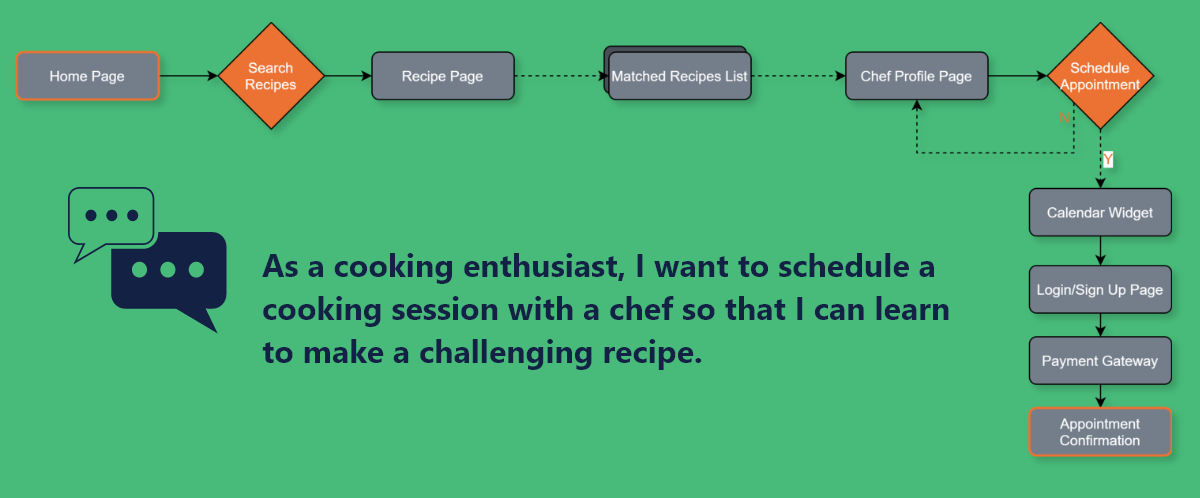 Home Page
Search
Recipes
Recipe Page
Matched Recipes List
Chef Profile Page
Schedule
Appointment
N
Y
Calendar Widget
Login/Sign Up Page
Payment Gateway
Appointment
Confirmation
As a cooking enthusiast, I want to schedule a
cooking session with a chef so that I can learn
to make a challenging recipe.